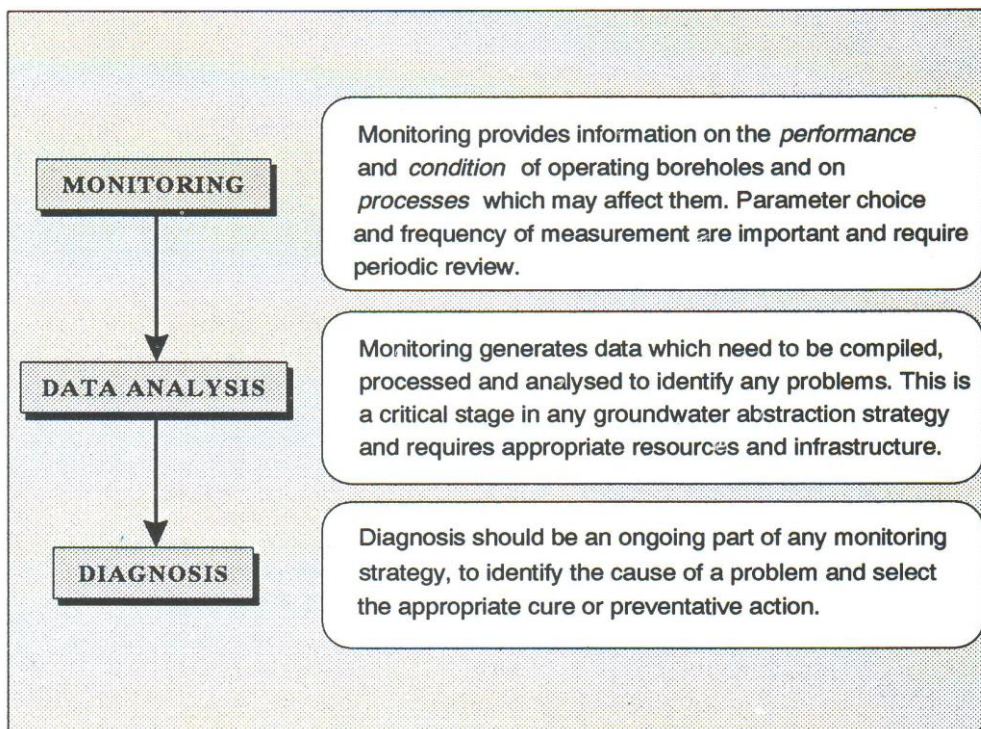 MONITORING
Monitoring provides information on the performance
and condition of operating boreholes and on
processes which may affect them. Parameter choice
and frequency of measurement are important and require
periodic review.
DATA ANALYSIS
Monitoring generates data which need to be compiled,
processed and analysed to identify any problems. This is
a critical stage in any groundwater abstraction strategy
and requires appropriate resources and infrastructure.
DIAGNOSIS
Diagnosis should be an ongoing part of any monitoring
strategy, to identify the cause of a problem and select
the appropriate cure or preventative action.